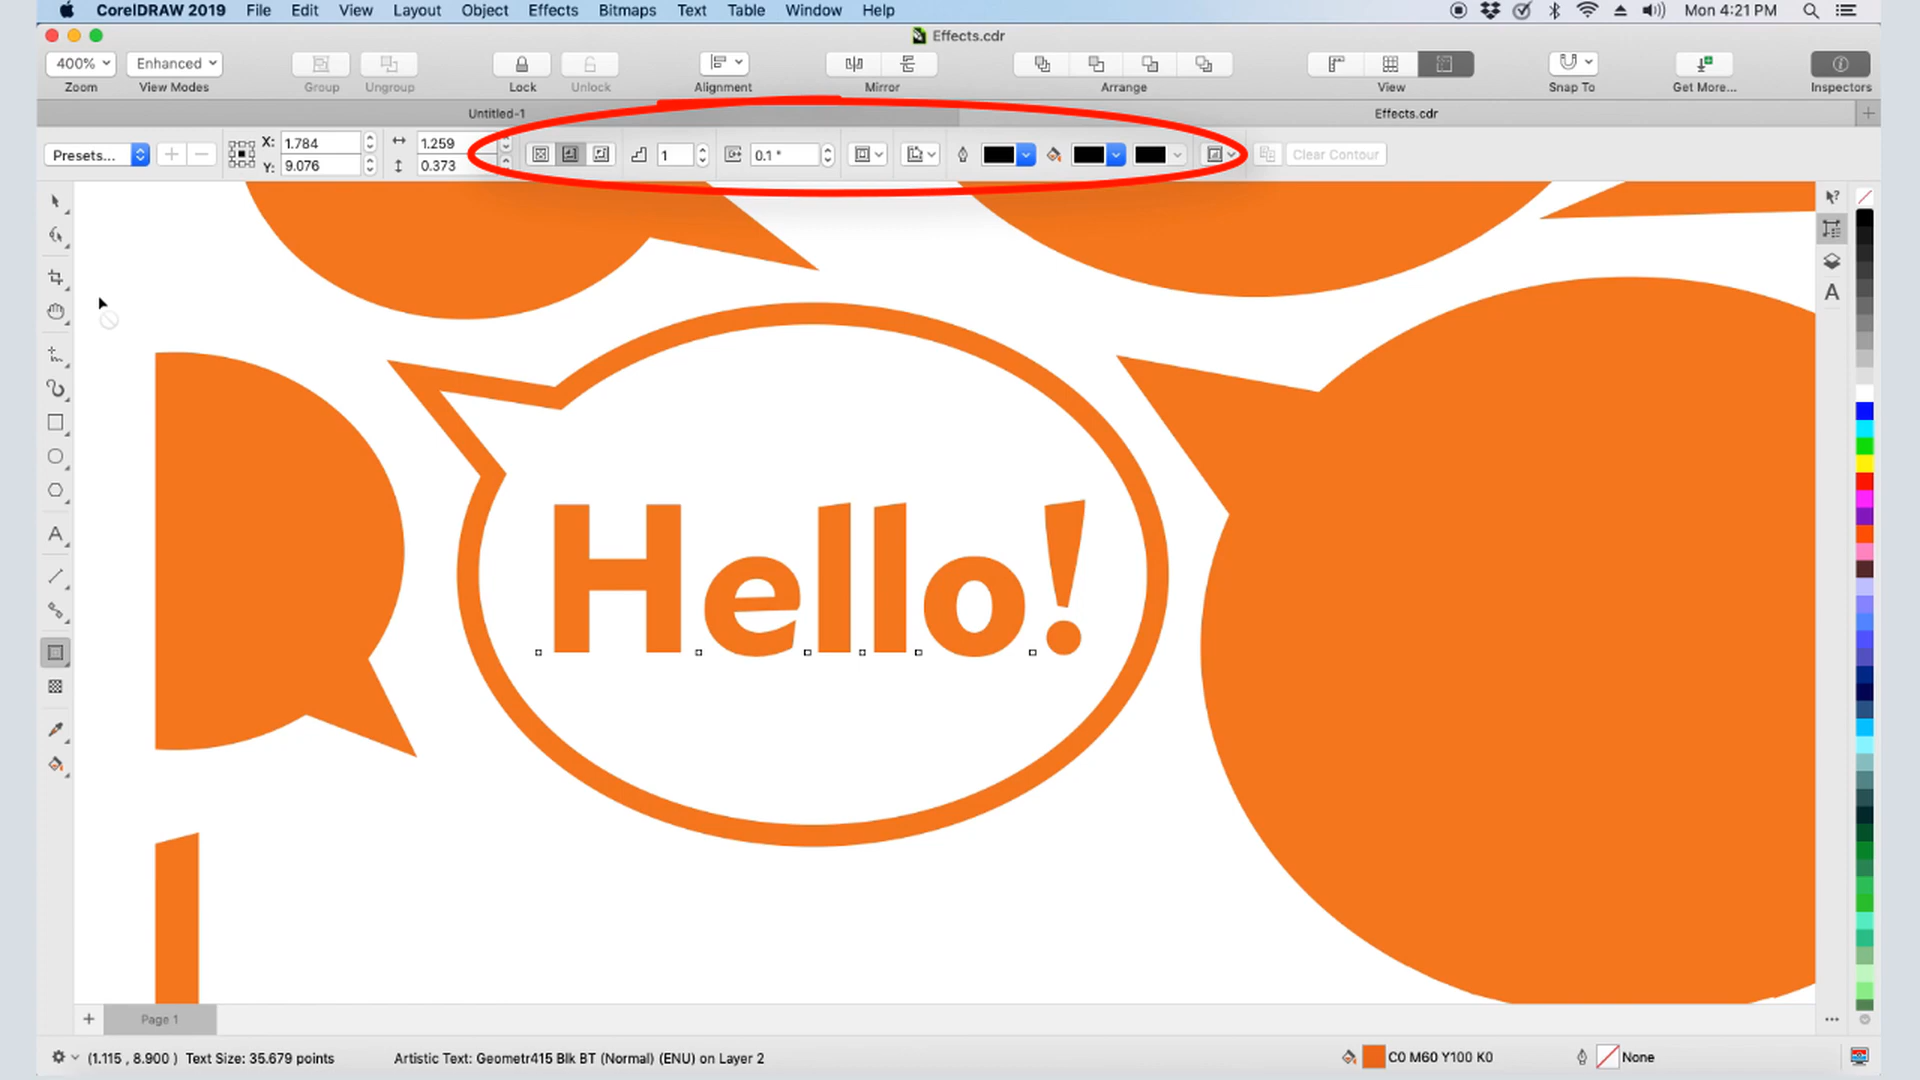 CorelDRAW 2019 File Edit View Layout Object Effects Bitmaps Text Table Window Help Mon 4:21 PM
Effects.cdr
400% Enhanced
Zoom View Modes Group Ungroup Lock Unlock Alignment Mirror Arrange View Snap To Get More... Inspectors
Untitled-1 Effects.cdr
Presets... X: 1.784 1.259 1 0.1 " Clear Contour
Y: 9.076 0.373
Hello!
Page 1
(1.115 , 8.900 ) Text Size: 35.679 points Artistic Text: Geometr415 Blk BT (Normal) (ENU) on Layer 2 C0 M60 Y100 K0 None